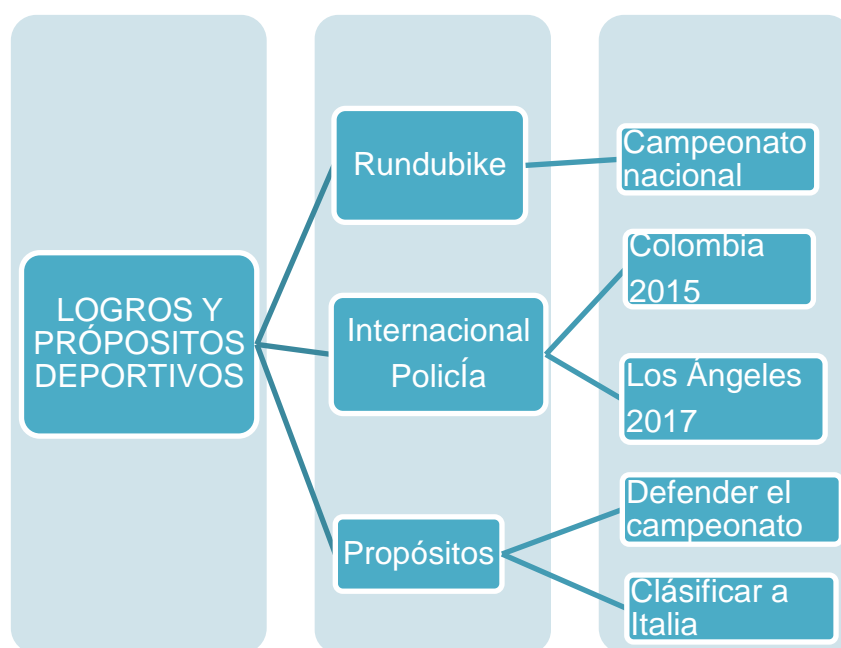 LOGROS Y
PRÓPOSITOS
DEPORTIVOS
Rundubike
Campeonato
nacional
Internacional
PolicÍa
Colombia
2015
Los Ángeles
2017
Propósitos
Defender el
campeonato
Clásificar a
Italia